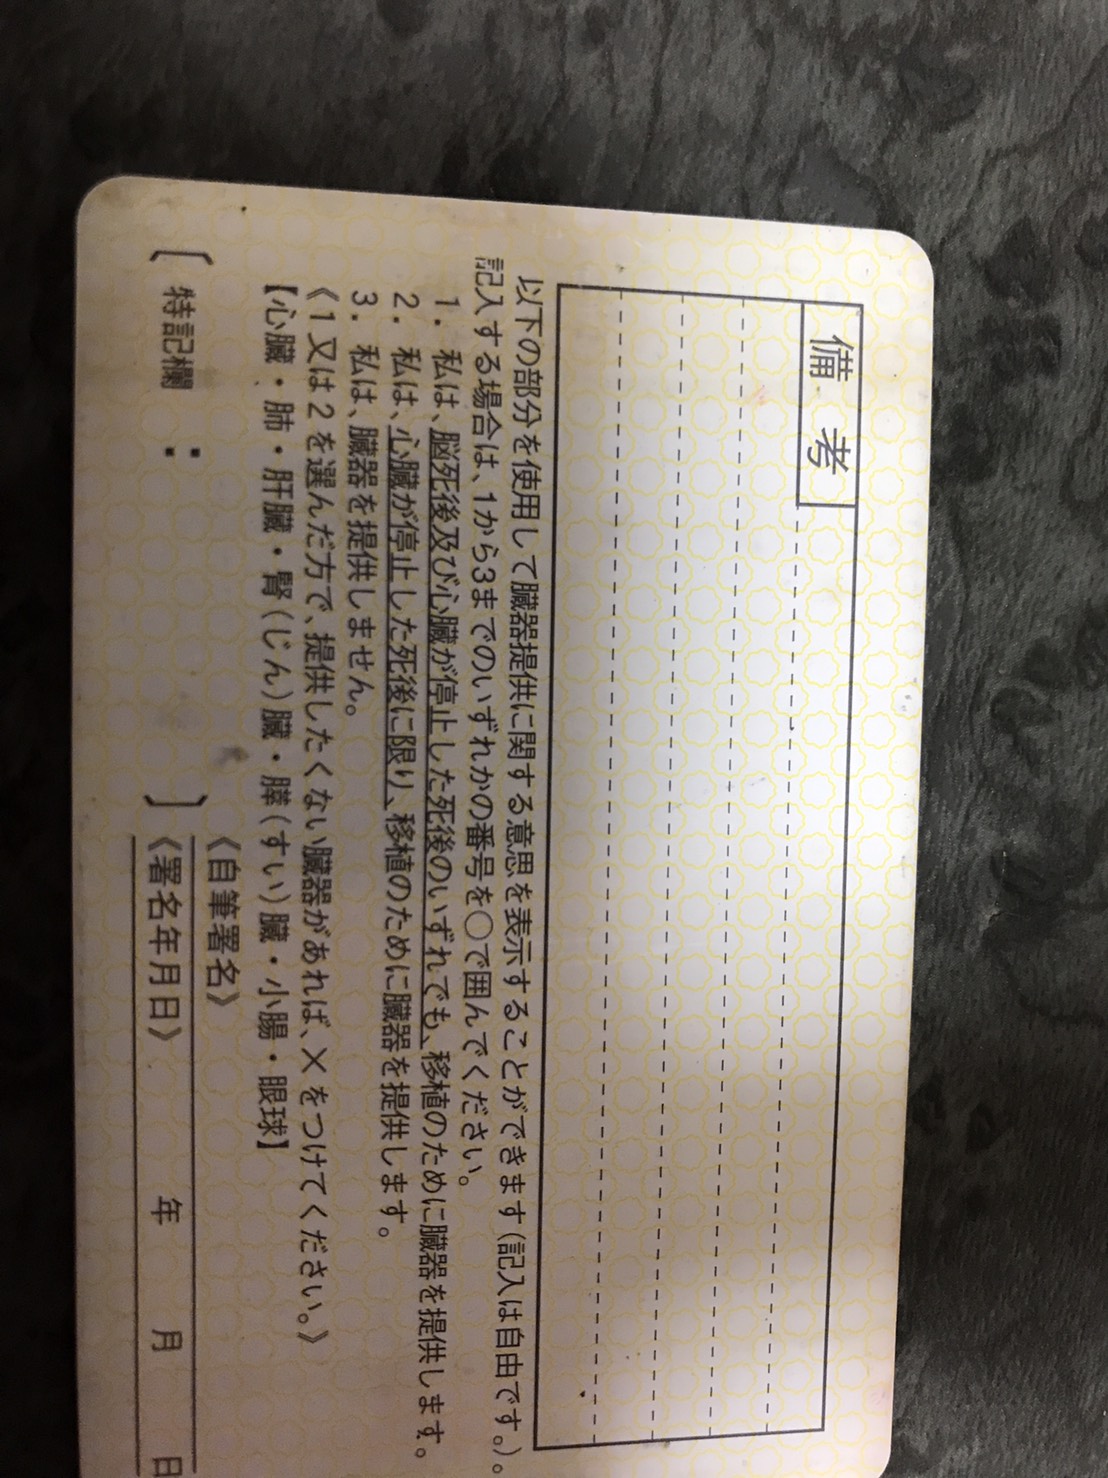 備考
以下の部分を使用して臓器提供に関する意思を表示することができます(記入は自由です。)。
記入する場合は、1から3までのいずれかの番号を○で囲んでください。
1. 私は、脳死後及び心臓が停止した死後のいずれでも、移植のために臓器を提供します。
2. 私は、心臓が停止した死後に限り、移植のために臓器を提供します。
3. 私は、臓器を提供しません。
《1又は2を選んだ方で、提供したくない臓器があれば、×をつけてください。》
【心臓・肺・肝臓・腎(じん)臓・膵(すい)臓・小腸・眼球】
〔特記欄: 〕
《自筆署名》
《署名年月日》 年 月 日